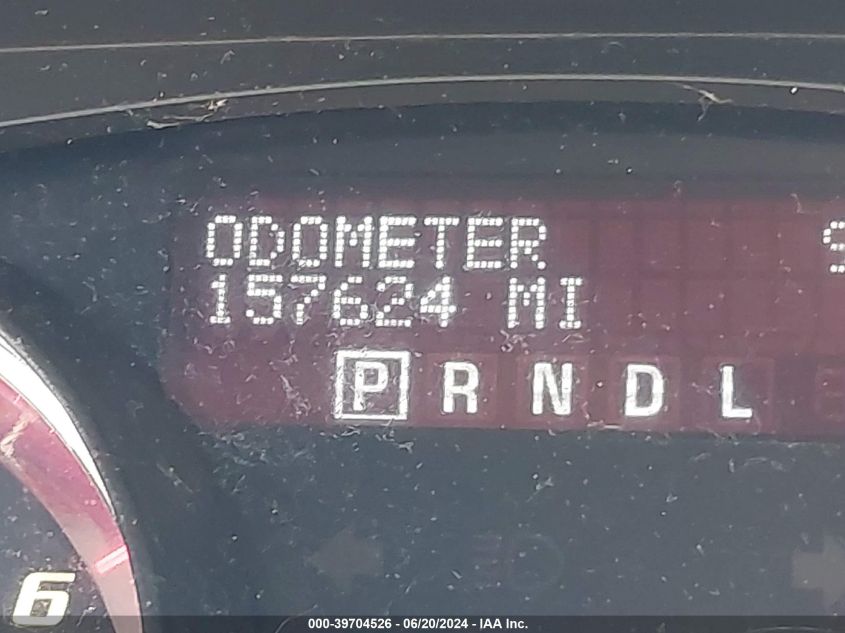 ODOMETER
157624 MI
P R N D L
6
000-39704526 - 06/20/2024 - IAA Inc.